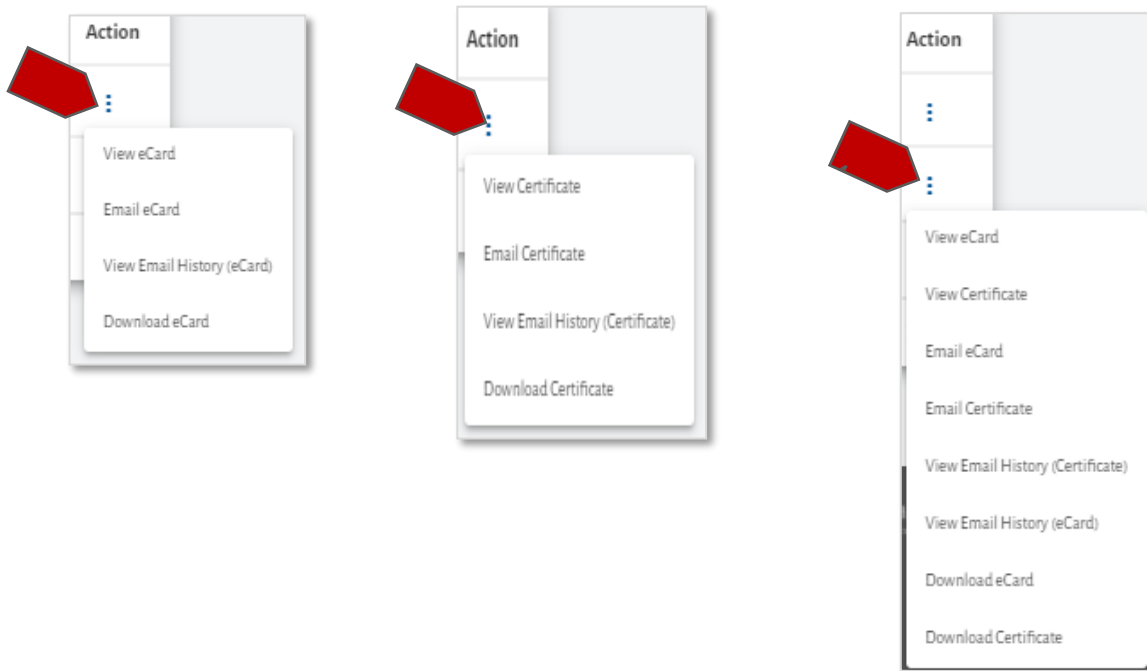 Action
View eCard
Email eCard
View Email History (eCard)
Download eCard
Action
View Certificate
Email Certificate
View Email History (Certificate)
Download Certificate
Action
View eCard
View Certificate
Email eCard
Email Certificate
View Email History (Certificate)
View Email History (eCard)
Download eCard
Download Certificate